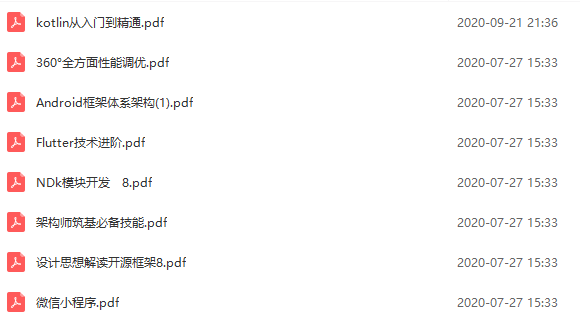 kotlin从入门到精通.pdf 2020-09-21 21:36
360°全方面性能调优.pdf 2020-07-27 15:33
Android框架体系架构(1).pdf 2020-07-27 15:33
Flutter技术进阶.pdf 2020-07-27 15:33
NDk模块开发　8.pdf 2020-07-27 15:33
架构师筑基必备技能.pdf 2020-07-27 15:33
设计思想解读开源框架8.pdf 2020-07-27 15:33
微信小程序.pdf 2020-07-27 15:33